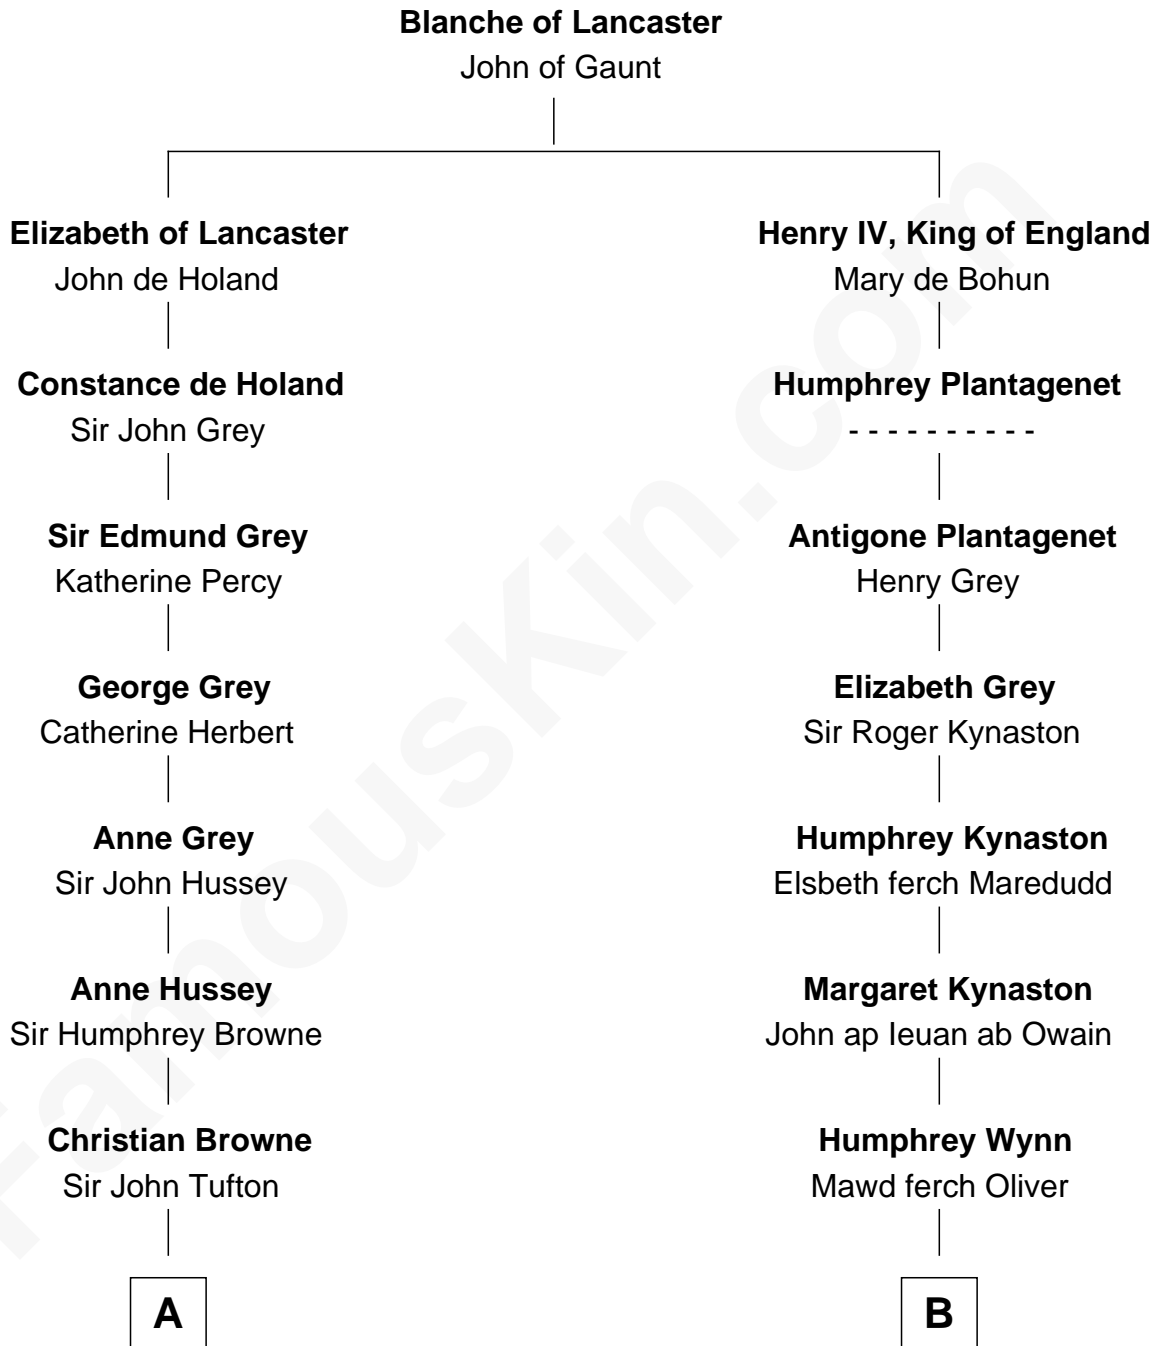 Blanche of Lancaster
John of Gaunt
Elizabeth of Lancaster
John de Holand
Henry IV, King of England
Mary de Bohun
Constance de Holand
Sir John Grey
Humphrey Plantagenet
- - - - - - - - - -
Sir Edmund Grey
Katherine Percy
Antigone Plantagenet
Henry Grey
George Grey
Catherine Herbert
Elizabeth Grey
Sir Roger Kynaston
Anne Grey
Sir John Hussey
Humphrey Kynaston
Elsbeth ferch Maredudd
Anne Hussey
Sir Humphrey Browne
Margaret Kynaston
John ap Ieuan ab Owain
Christian Browne
Sir John Tufton
Humphrey Wynn
Mawd ferch Oliver
A
B
FamousKin.com